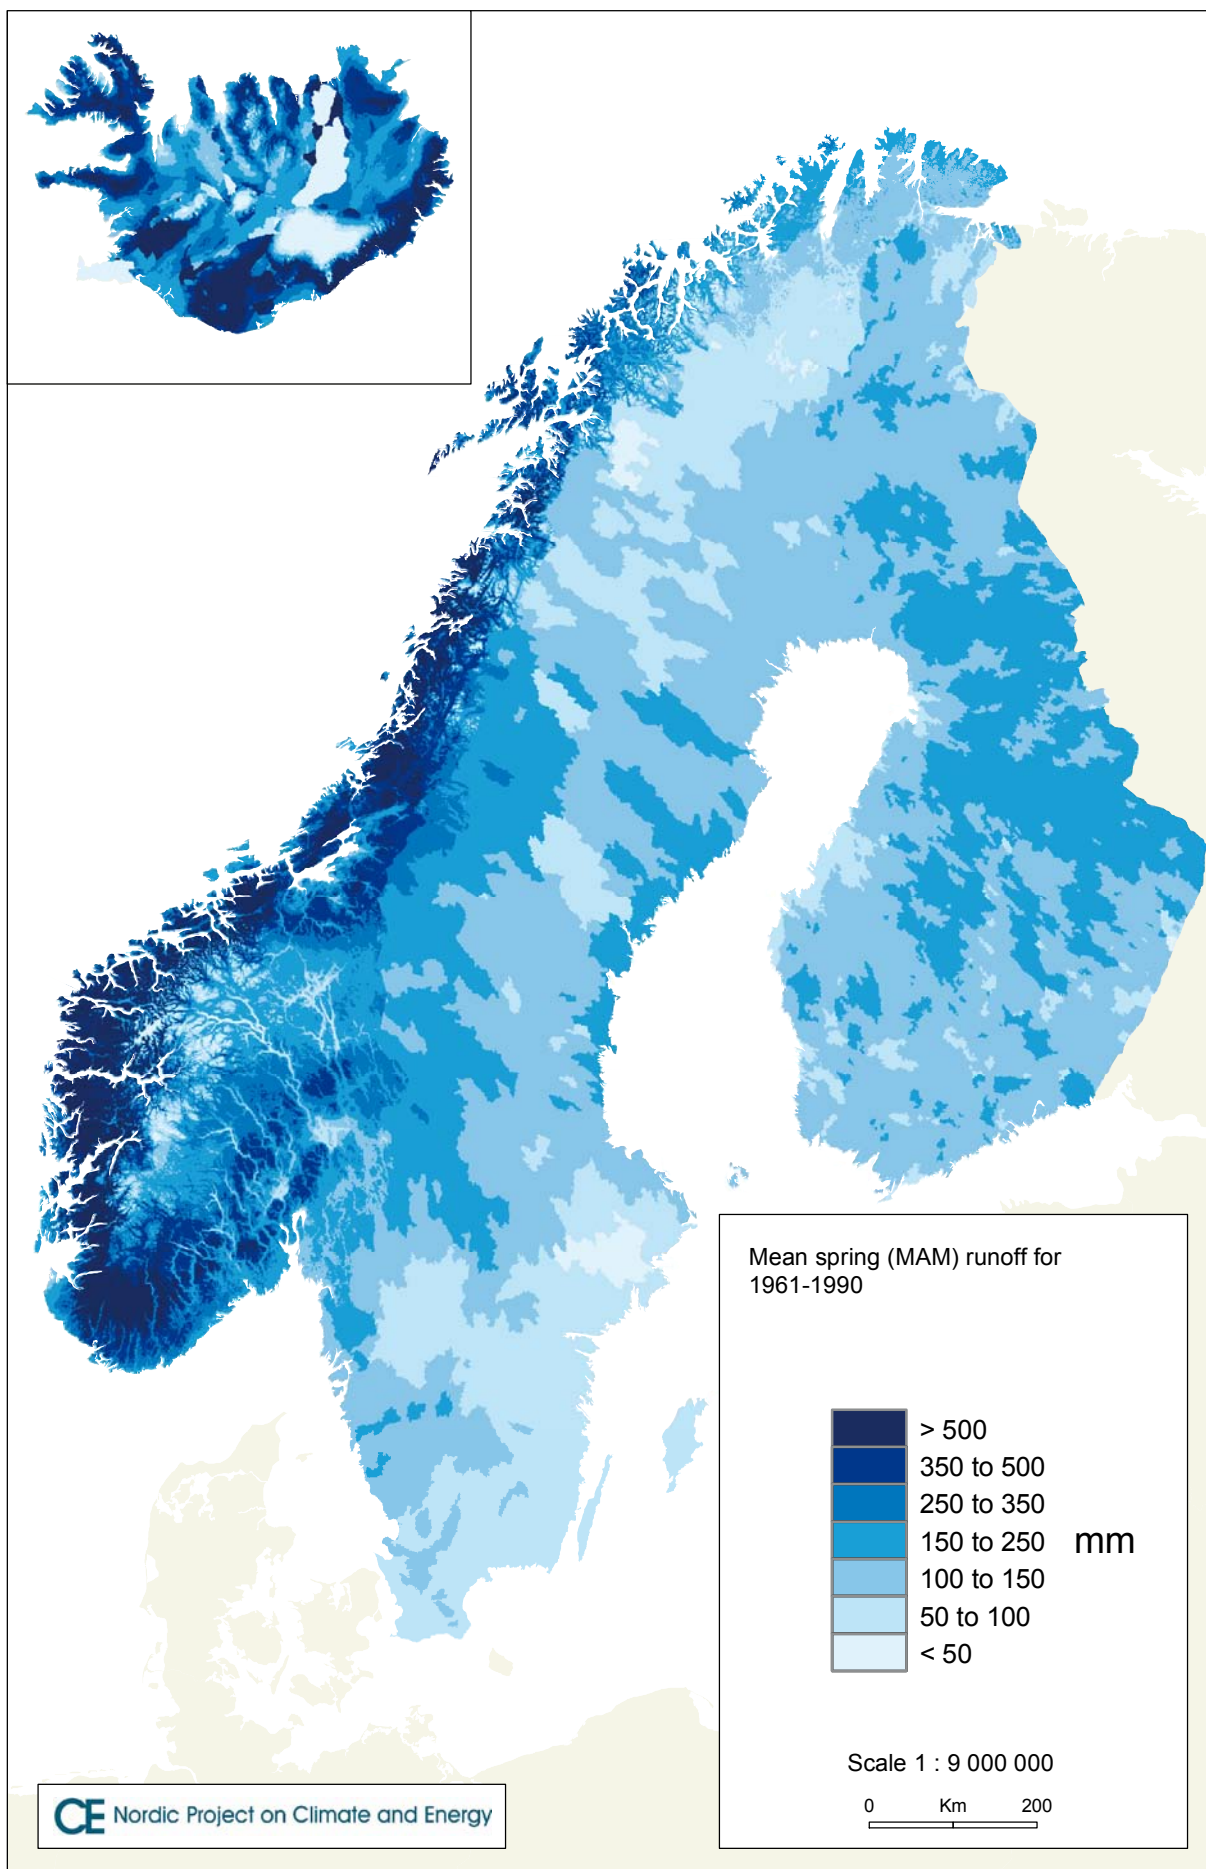 Mean spring (MAM) runoff for
1961-1990
> 500
350 to 500
250 to 350
150 to 250 mm
100 to 150
50 to 100
< 50
Scale 1 : 9 000 000
0 Km 200
CE Nordic Project on Climate and Energy